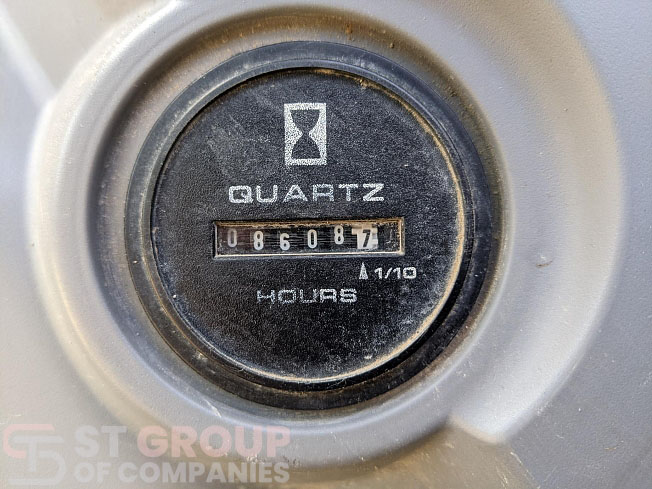 QUARTZ
086087
1/10
HOURS
ST GROUP
OF COMPANIES